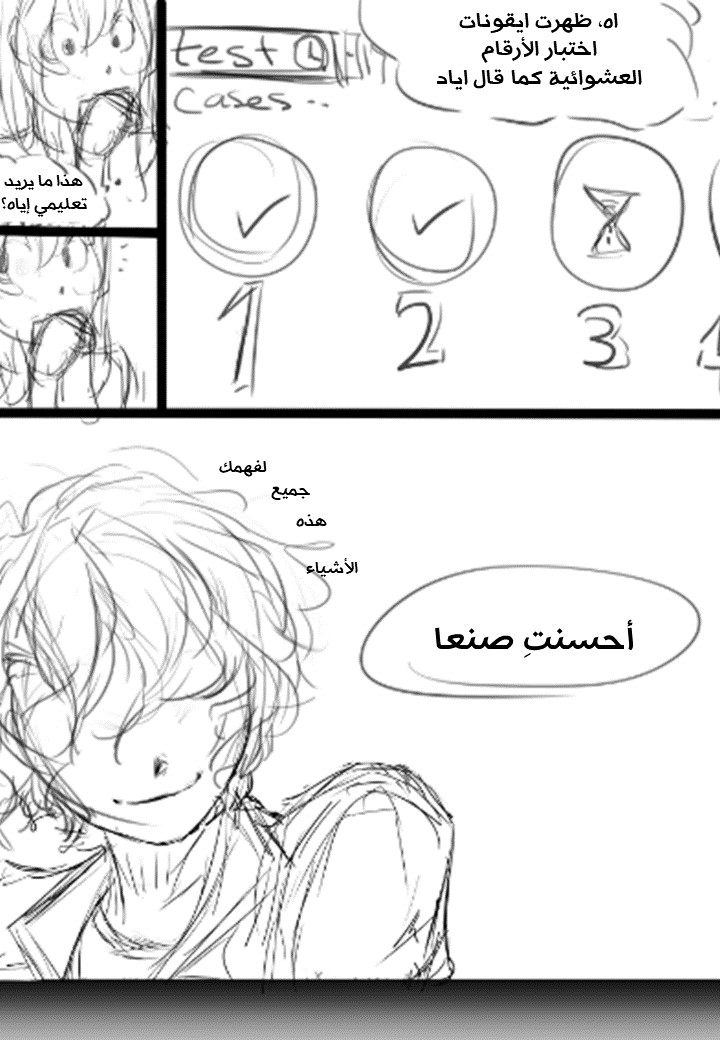 اه، ظهرت ايقونات
اختبار الأرقام
العشوائية كما قال اياد
test
cases..
1
2
3
4
هذا ما يريد
تعليمي إياه؟
لفهمك
جميع
هذه
الأشياء
أحسنتِ صنعا